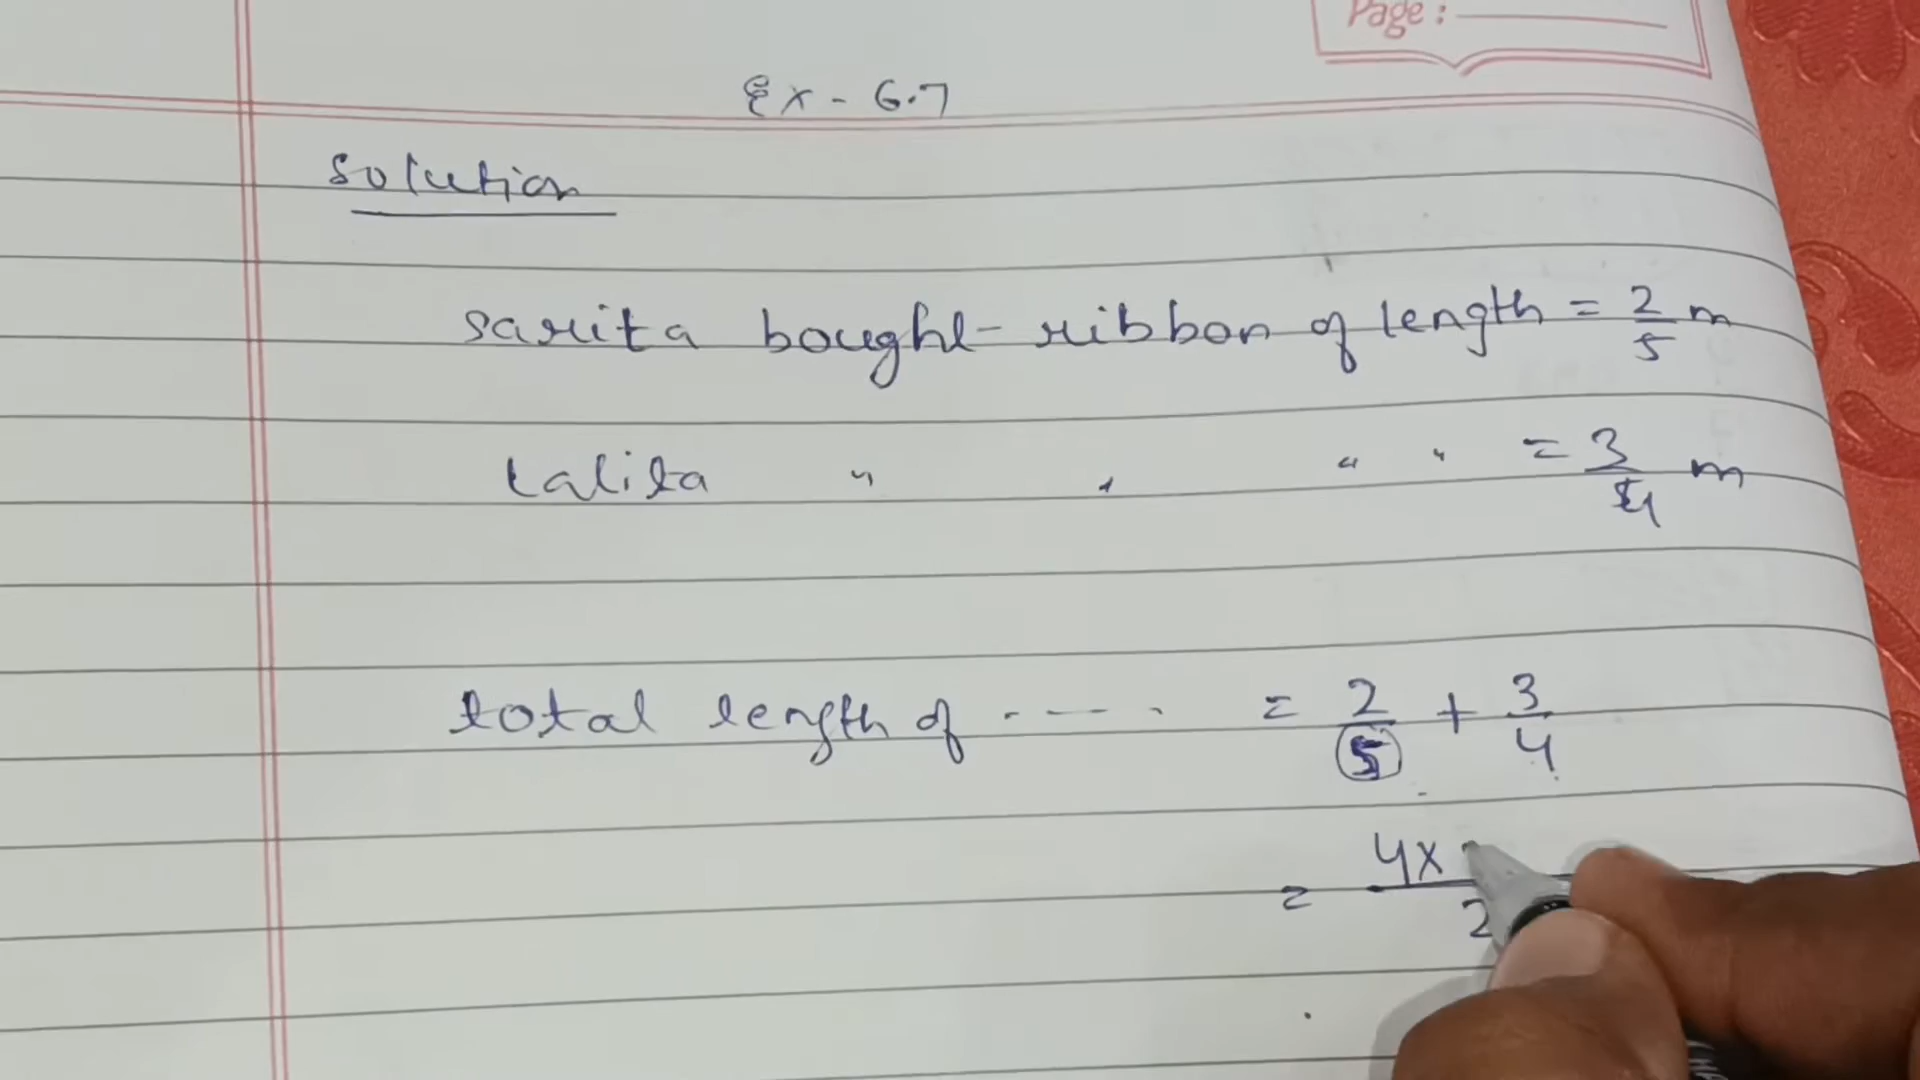 Page :
Ex - 6.7
Solution
Sarita bought ribbon of length = 2/5 m
Lalita " " " " = 3/4 m
total length of ----- = 2/5 + 3/4
= 4x
2